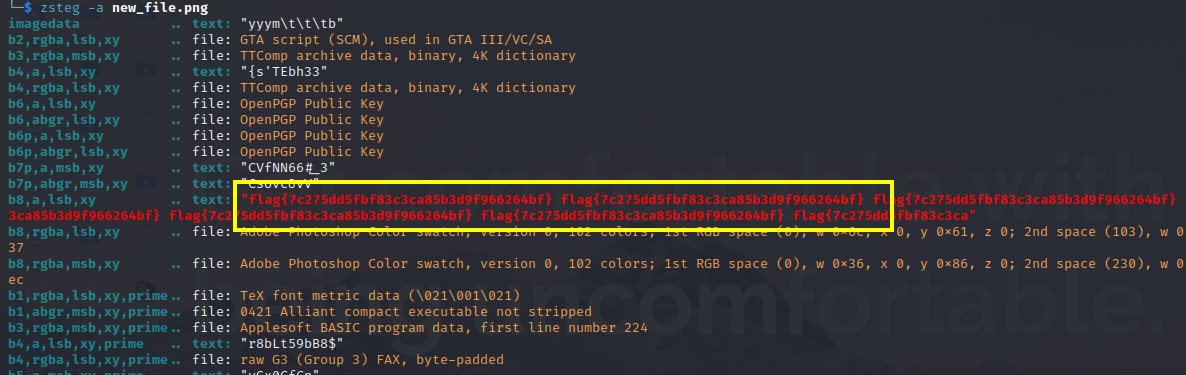 └─$ zsteg -a new_file.png
imagedata .. text: "yyym\t\t\tb"
b2,rgba,lsb,xy .. file: GTA script (SCM), used in GTA III/VC/SA
b3,rgba,msb,xy .. file: TTComp archive data, binary, 4K dictionary
b4,a,lsb,xy .. text: "{s'TEbh33"
b4,rgba,lsb,xy .. file: TTComp archive data, binary, 4K dictionary
b6,a,lsb,xy .. file: OpenPGP Public Key
b6,abgr,lsb,xy .. file: OpenPGP Public Key
b6p,a,lsb,xy .. file: OpenPGP Public Key
b6p,abgr,lsb,xy .. file: OpenPGP Public Key
b7p,a,msb,xy .. text: "CVfNN66#_3"
b7p,abgr,msb,xy .. text:
b8,a,lsb,xy .. text: "flag{7c275dd5fbf83c3ca85b3d9f966264bf} flag{7c275dd5fbf83c3ca85b3d9f966264bf} flag{7c275dd5fbf83c3ca85b3d9f966264bf} flag{7c275dd5fbf8
3ca85b3d9f966264bf} flag{7c275dd5fbf83c3ca85b3d9f966264bf} flag{7c275dd5fbf83c3ca85b3d9f966264bf} flag{7c275dd5fbf83c3ca"
b8,rgba,lsb,xy .. file: Adobe Photoshop Color swatch, version 0, 102 colors; 1st RGB space (0), w 0×6c, x 0, y 0×61, z 0; 2nd space (103), w 0
37
b8,rgba,msb,xy .. file: Adobe Photoshop Color swatch, version 0, 102 colors; 1st RGB space (0), w 0×36, x 0, y 0×86, z 0; 2nd space (230), w 0
ec
b1,rgba,lsb,xy,prime.. file: TeX font metric data (\021\001\021)
b1,abgr,msb,xy,prime.. file: 0421 Alliant compact executable not stripped
b3,rgba,msb,xy,prime.. file: Applesoft BASIC program data, first line number 224
b4,a,lsb,xy,prime .. text: "r8bLt59bB8$"
b4,rgba,lsb,xy,prime.. file: raw G3 (Group 3) FAX, byte-padded